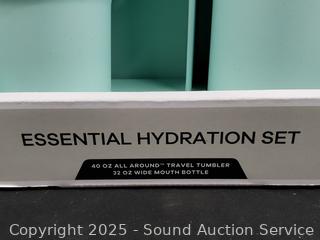 ESSENTIAL HYDRATION SET
40 OZ ALL AROUND™ TRAVEL TUMBLER
32 OZ WIDE MOUTH BOTTLE
Copyright 2025 - Sound Auction Service